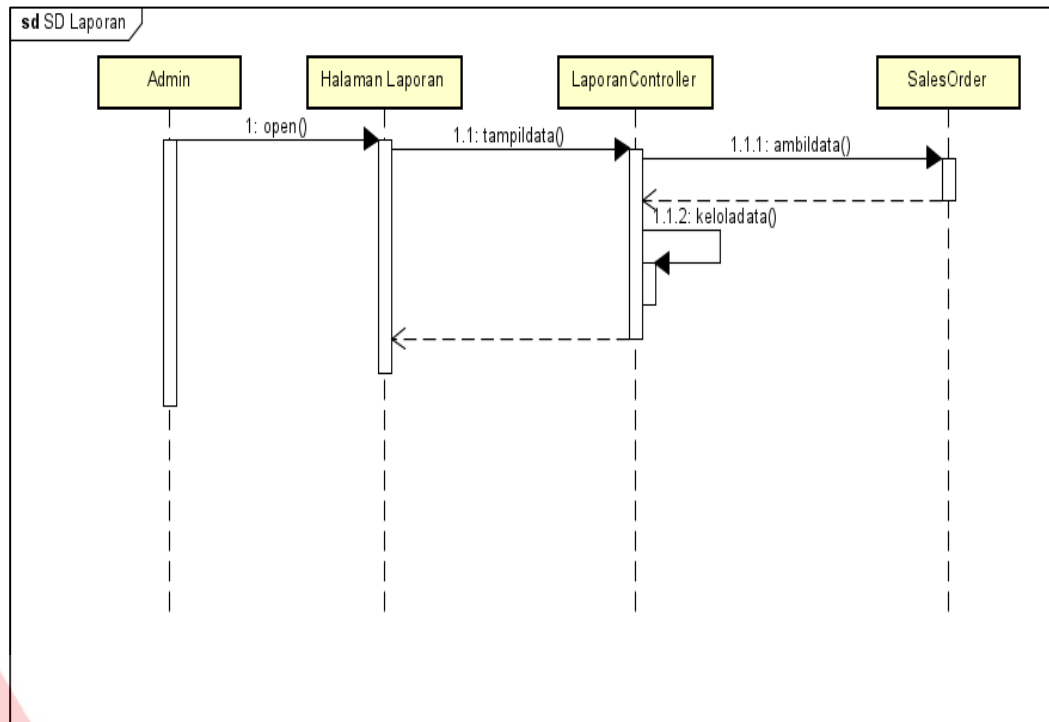 sd SD Laporan
Admin
Halaman Laporan
LaporanController
SalesOrder
1: open()
1.1: tampildata()
1.1.1: ambildata()
1.1.2: keloladata()